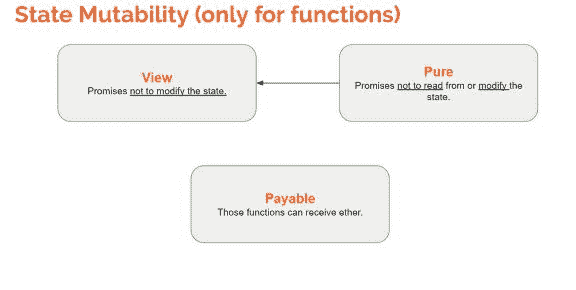 State Mutability (only for functions)
View
Promises not to modify the state.
Pure
Promises not to read from or modify the
state.
Payable
Those functions can receive ether.